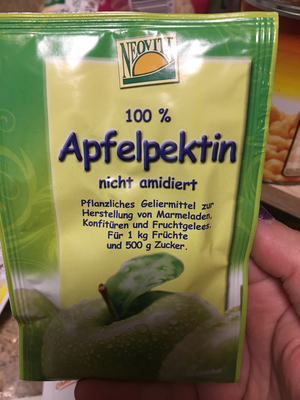 NEOVITA
100 %
Apfelpektin
nicht amidiert
Pflanzliches Geliermittel zur
Herstellung von Marmeladen,
Konfitüren und Fruchtgelees.
Für 1 kg Früchte
und 500 g Zucker.